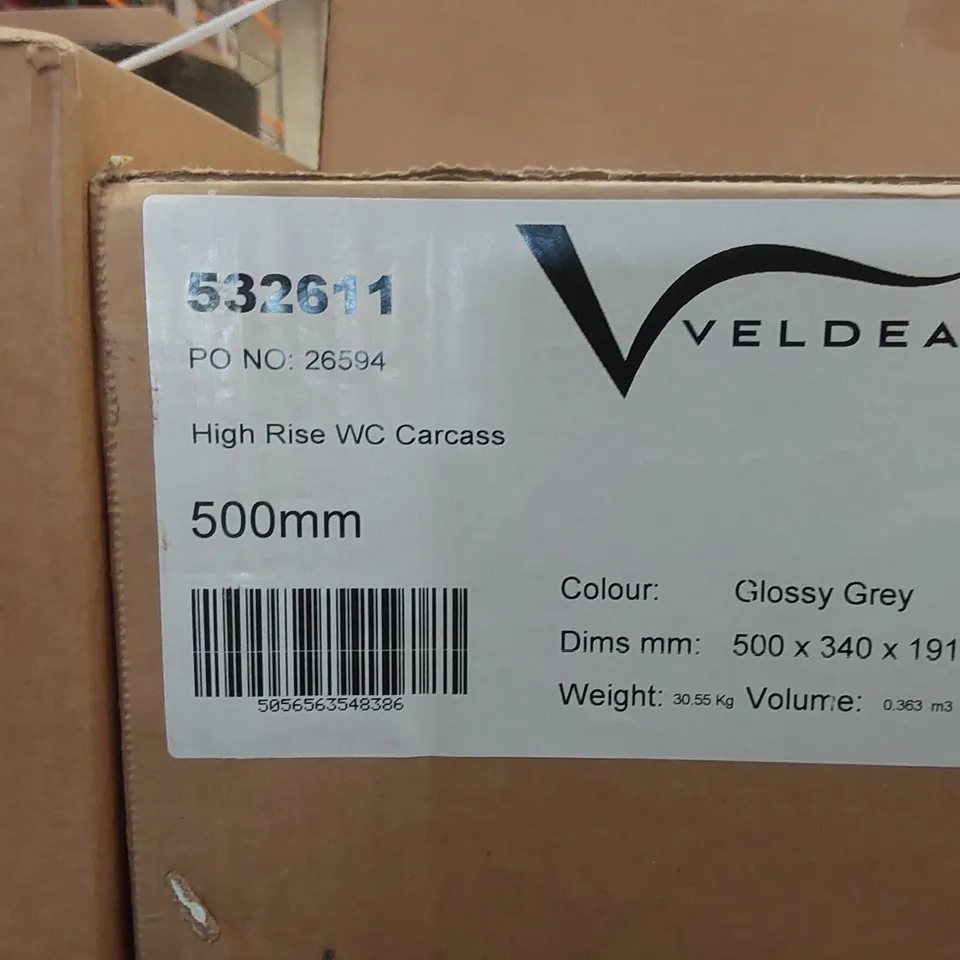 532611
VELDEA
PO NO: 26594
High Rise WC Carcass
500mm
5056563548386
Colour: Glossy Grey
Dims mm: 500 x 340 x 191
Weight: 30.55 Kg Volume: 0.363 m3